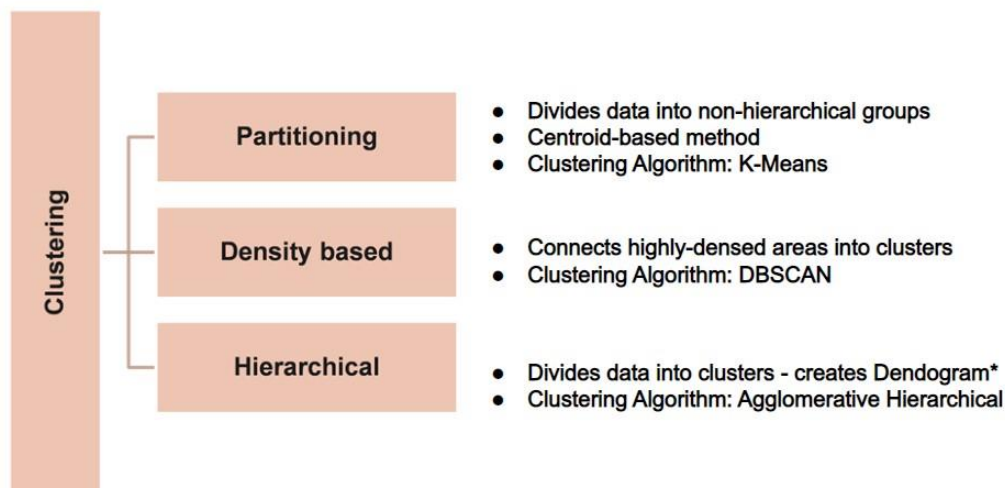 Clustering
Partitioning
● Divides data into non-hierarchical groups
● Centroid-based method
● Clustering Algorithm: K-Means
Density based
● Connects highly-densed areas into clusters
● Clustering Algorithm: DBSCAN
Hierarchical
● Divides data into clusters - creates Dendogram*
● Clustering Algorithm: Agglomerative Hierarchical